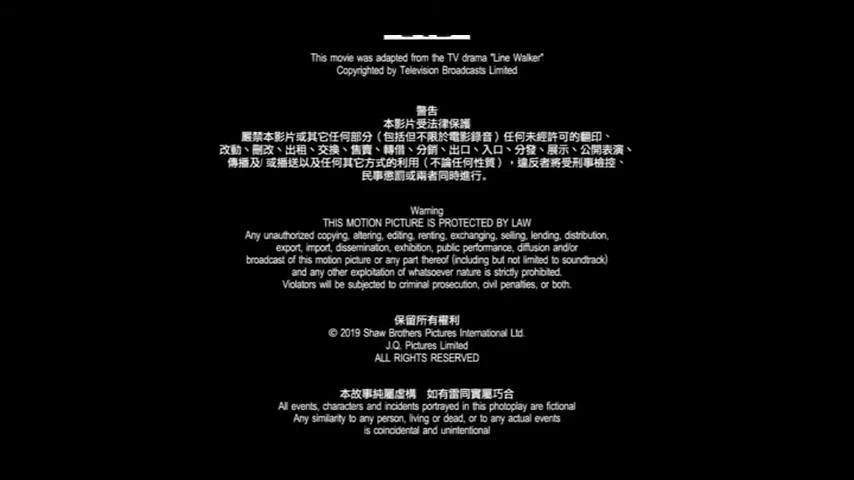 This movie was adapted from the TV drama "Line Walker"
Copyrighted by Television Broadcasts Limited
警告
本影片受法律保護
嚴禁本影片或其它任何部分（包括但不限於電影錄音）任何未經許可的翻印、
改動、刪改、出租、交換、售賣、轉借、分銷、出口、入口、分發、展示、公開表演、
傳播及/ 或播送以及任何其它方式的利用（不論任何性質），違反者將受刑事檢控、
民事懲罰或兩者同時進行。
Warning
THIS MOTION PICTURE IS PROTECTED BY LAW
Any unauthorized copying, altering, editing, renting, exchanging, selling, lending, distribution,
export, import, dissemination, exhibition, public performance, diffusion and/or
broadcast of this motion picture or any part thereof (including but not limited to soundtrack)
and any other exploitation of whatsoever nature is strictly prohibited.
Violators will be subjected to criminal prosecution, civil penalties, or both.
保留所有權利
© 2019 Shaw Brothers Pictures International Ltd.
J.Q. Pictures Limited
ALL RIGHTS RESERVED
本故事純屬虛構　如有雷同實屬巧合
All events, characters and incidents portrayed in this photoplay are fictional
Any similarity to any person, living or dead, or to any actual events
is coincidental and unintentional